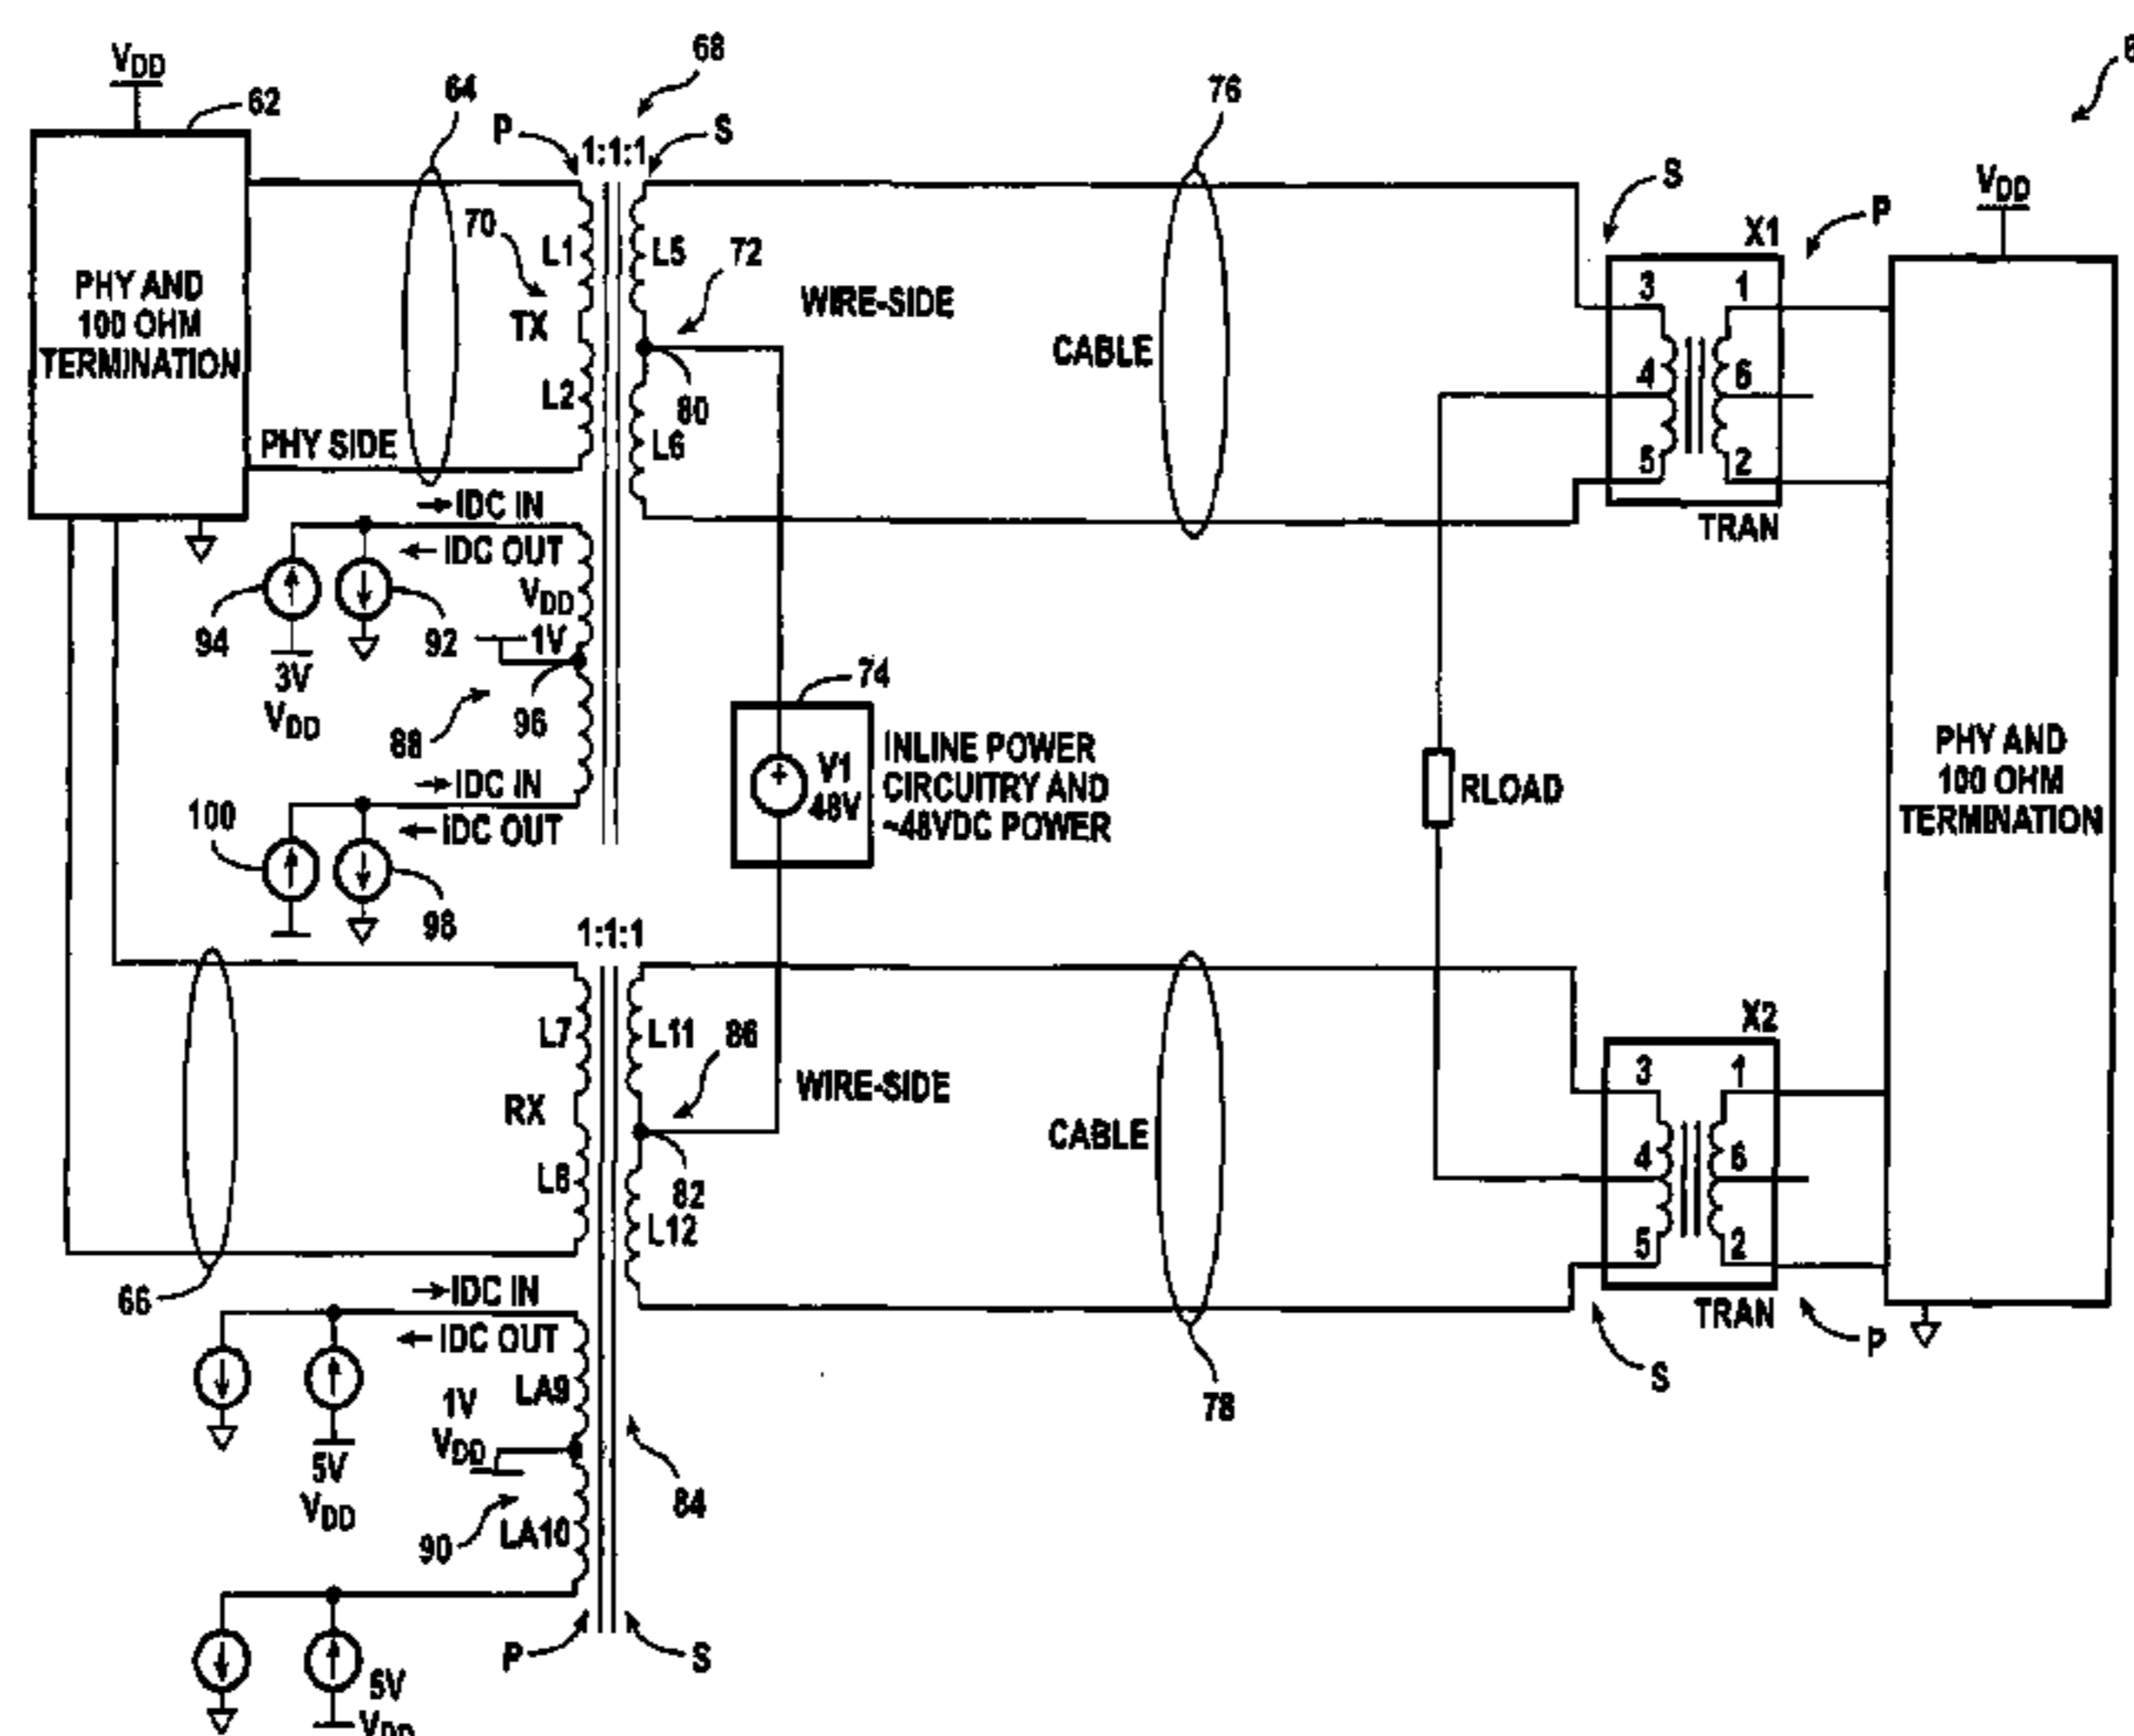 68
6
VDD
62
64
P
S
1:1:1
76
S
P
VDD
X1
70
L1
TX
L2
L5
72
80
L6
WIRE-SIDE
CABLE
PHY AND
100 OHM
TERMINATION
PHY SIDE
3
4
5
1
6
2
TRAN
IDC IN
IDC OUT
VDD
1V
94
92
3V
VDD
88
96
IDC IN
IDC OUT
100
98
74
V1
48V
INLINE POWER
CIRCUITRY AND
~48VDC POWER
RLOAD
PHY AND
100 OHM
TERMINATION
1:1:1
L7
RX
L8
L11
86
82
L12
WIRE-SIDE
CABLE
X2
3
4
5
1
6
2
TRAN
P
S
66
78
IDC IN
IDC OUT
LA9
1V
VDD
5V
VDD
90
LA10
84
P
S
5V
VDD